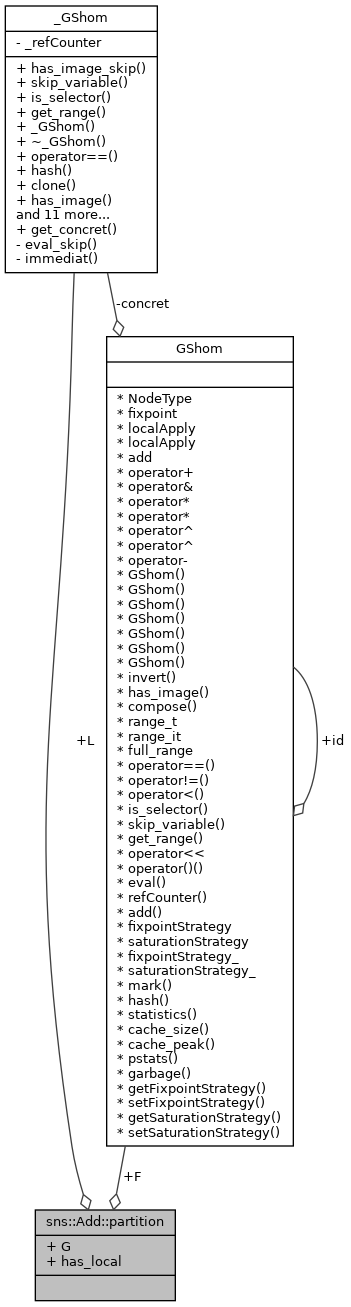 _GShom
- _refCounter
+ has_image_skip()
+ skip_variable()
+ is_selector()
+ get_range()
+ _GShom()
+ ~_GShom()
+ operator==()
+ hash()
+ clone()
+ has_image()
and 11 more...
+ get_concret()
- eval_skip()
- immediat()
-concret
GShom
* NodeType
* fixpoint
* localApply
* localApply
* add
* operator+
* operator&
* operator*
* operator*
* operator^
* operator^
* operator-
* GShom()
* GShom()
* GShom()
* GShom()
* GShom()
* GShom()
* GShom()
* invert()
* has_image()
* compose()
* range_t
* range_it
* full_range
* operator==()
* operator!=()
* operator<()
* is_selector()
* skip_variable()
* get_range()
* operator<<
* operator()()
* eval()
* refCounter()
* add()
* fixpointStrategy
* saturationStrategy
* fixpointStrategy_
* saturationStrategy_
* mark()
* hash()
* statistics()
* cache_size()
* cache_peak()
* pstats()
* garbage()
* getFixpointStrategy()
* setFixpointStrategy()
* getSaturationStrategy()
* setSaturationStrategy()
+L
+id
+F
sns::Add::partition
+ G
+ has_local